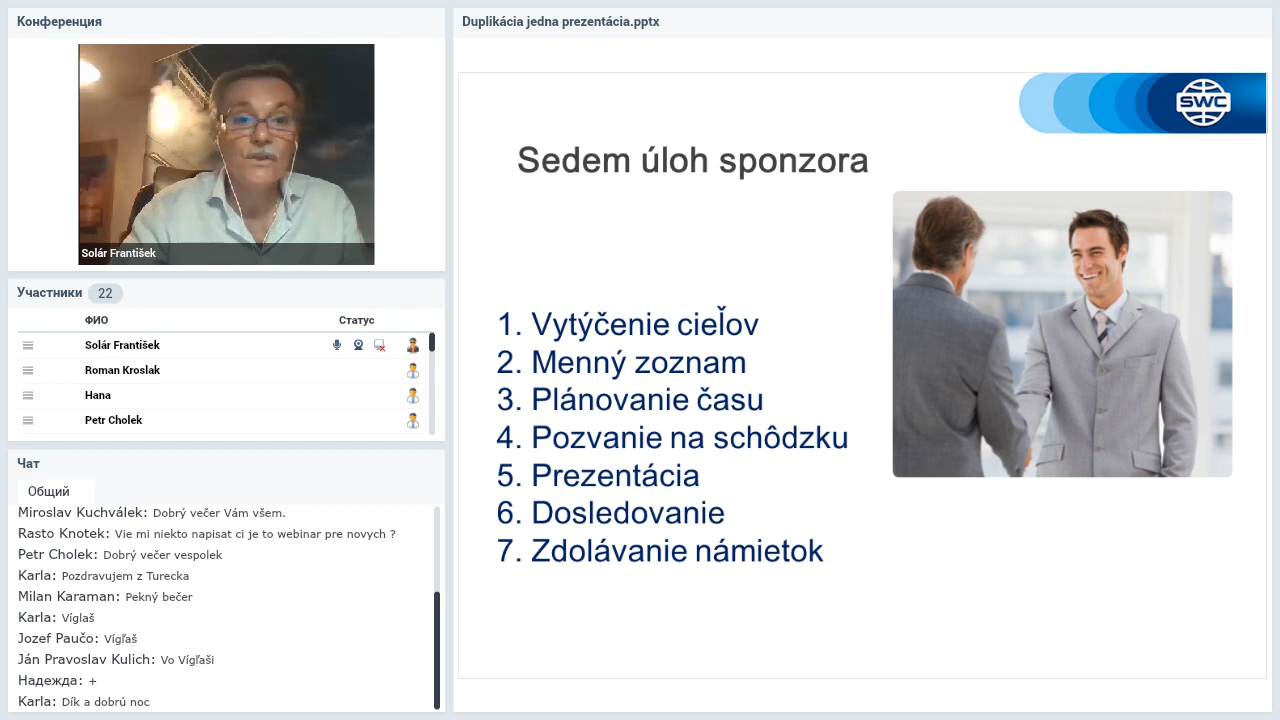 Конференция
Solár František
Участники 22
ФИО Статус
Solár František
Roman Kroslak
Hana
Petr Cholek
Чат
Общий
Miroslav Kuchválek: Dobrý večer Vám všem.
Rasto Knotek: Vie mi niekto napisat ci je to webinar pre novych ?
Petr Cholek: Dobrý večer vespolek
Karla: Pozdravujem z Turecka
Milan Karaman: Pekný bečer
Karla: Víglaš
Jozef Paučo: Vígľaš
Ján Pravoslav Kulich: Vo Vígľaši
Надежда: +
Karla: Dík a dobrú noc
Duplikácia jedna prezentácia.pptx
SWC
Sedem úloh sponzora
1. Vytýčenie cieľov
2. Menný zoznam
3. Plánovanie času
4. Pozvanie na schôdzku
5. Prezentácia
6. Dosledovanie
7. Zdolávanie námietok